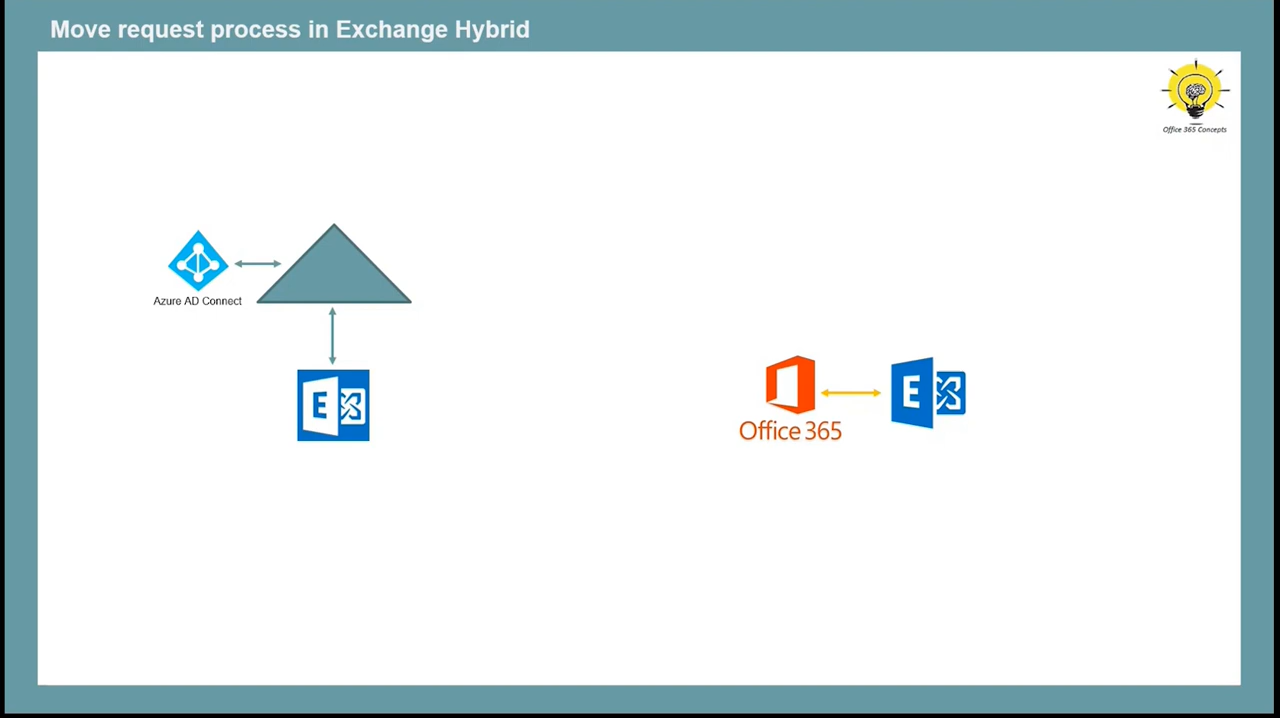 Move request process in Exchange Hybrid
Office 365 Concepts
Azure AD Connect
E
E
Office 365